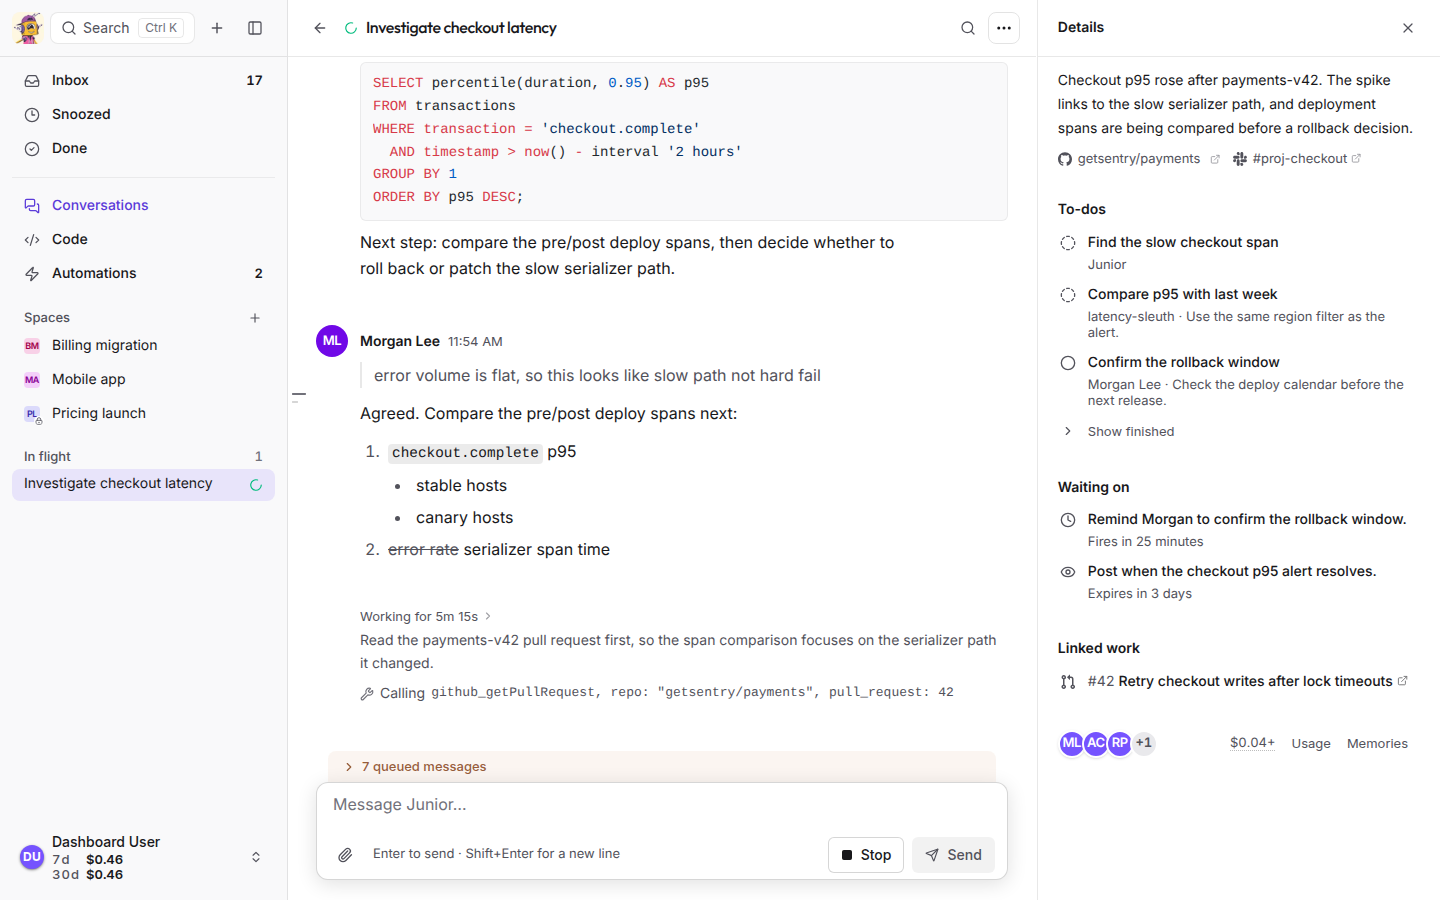 Search Ctrl K
Inbox 17
Snoozed
Done
Conversations
Code
Automations 2
Spaces
BM Billing migration
MA Mobile app
PL Pricing launch
In flight 1
Investigate checkout latency
DU Dashboard User
7d $0.46
30d $0.46
Investigate checkout latency
SELECT percentile(duration, 0.95) AS p95
FROM transactions
WHERE transaction = 'checkout.complete'
AND timestamp > now() - interval '2 hours'
GROUP BY 1
ORDER BY p95 DESC;
Next step: compare the pre/post deploy spans, then decide whether to
roll back or patch the slow serializer path.
ML Morgan Lee 11:54 AM
error volume is flat, so this looks like slow path not hard fail
Agreed. Compare the pre/post deploy spans next:
1. checkout.complete p95
• stable hosts
• canary hosts
2. error rate serializer span time
Working for 5m 15s
Read the payments-v42 pull request first, so the span comparison focuses on the serializer path
it changed.
Calling github_getPullRequest, repo: "getsentry/payments", pull_request: 42
7 queued messages
Message Junior...
Enter to send · Shift+Enter for a new line
Stop
Send
Details
Checkout p95 rose after payments-v42. The spike
links to the slow serializer path, and deployment
spans are being compared before a rollback decision.
getsentry/payments #proj-checkout
To-dos
Find the slow checkout span
Junior
Compare p95 with last week
latency-sleuth · Use the same region filter as the
alert.
Confirm the rollback window
Morgan Lee · Check the deploy calendar before the
next release.
Show finished
Waiting on
Remind Morgan to confirm the rollback window.
Fires in 25 minutes
Post when the checkout p95 alert resolves.
Expires in 3 days
Linked work
#42 Retry checkout writes after lock timeouts
ML AC RP +1 $0.04+ Usage Memories